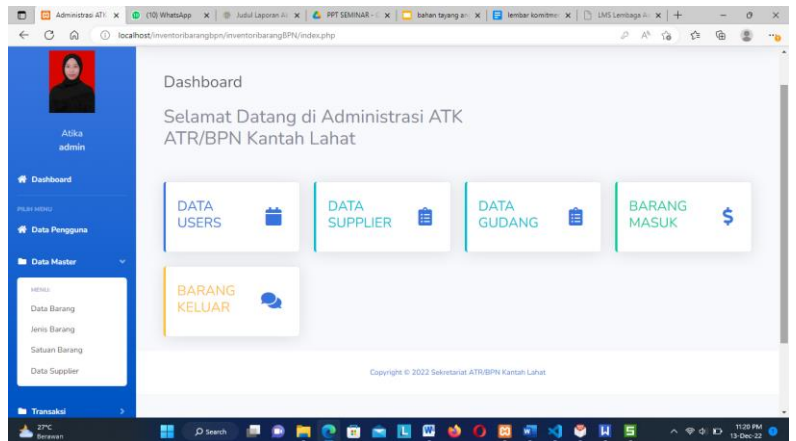 Administrasi ATK
(10) WhatsApp
Judul Laporan
PPT SEMINAR -
bahan tayang
lembar komitmen
LMS Lembaga
localhost/inventoribarangbpn/inventoribarangBPN/index.php
Atika
admin
Dashboard
PILIH MENU
Data Pengguna
Data Master
MENU:
Data Barang
Jenis Barang
Satuan Barang
Data Supplier
Transaksi
Dashboard
Selamat Datang di Administrasi ATK
ATR/BPN Kantah Lahat
DATA
USERS
DATA
SUPPLIER
DATA
GUDANG
BARANG
MASUK
BARANG
KELUAR
Copyright © 2022 Sekretariat ATR/BPN Kantah Lahat
27°C
Berawan
Search
11:20 PM
13-Dec-22